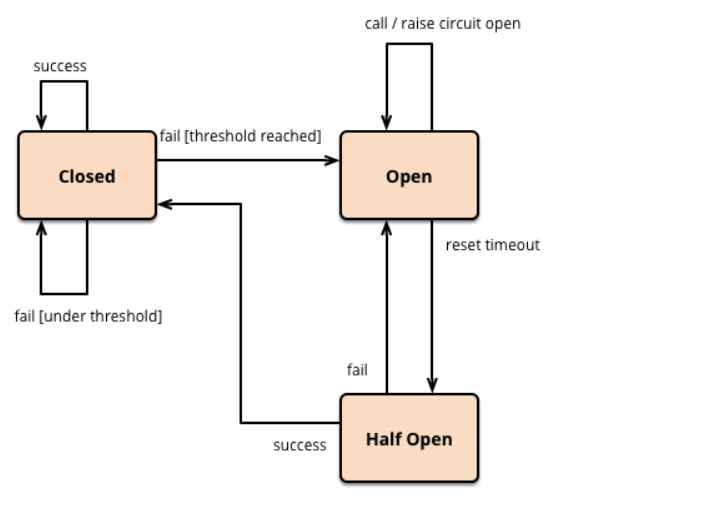 call / raise circuit open
success
fail [threshold reached]
Closed
Open
reset timeout
fail [under threshold]
fail
Half Open
success